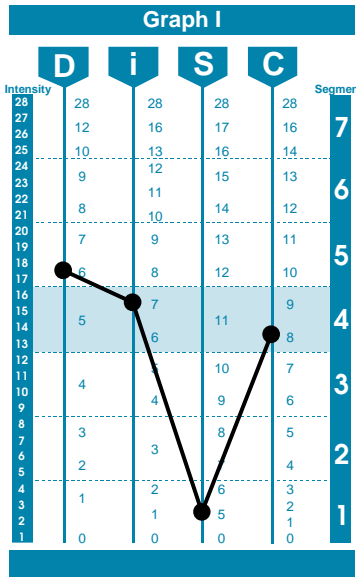 Graph I
D i S C
Intensity Segment
28 28 28 28 28
27 12 16 17 16 7
26
25 10 13 16 14
24 12
23 9 15 13
22 11 6
21 8 10 14 12
20 7 9 13 11
19 5
18 6 8 12 10
17
16 7 9
15 5 11 4
14 6 8
13
12 10 7
11 4 3
10 4 9 6
9
8 3 8 5
7 3 2
6 2 4
5
4 2 6 3
3 1 2
2 1 5 1 1
1 0 0 0 0